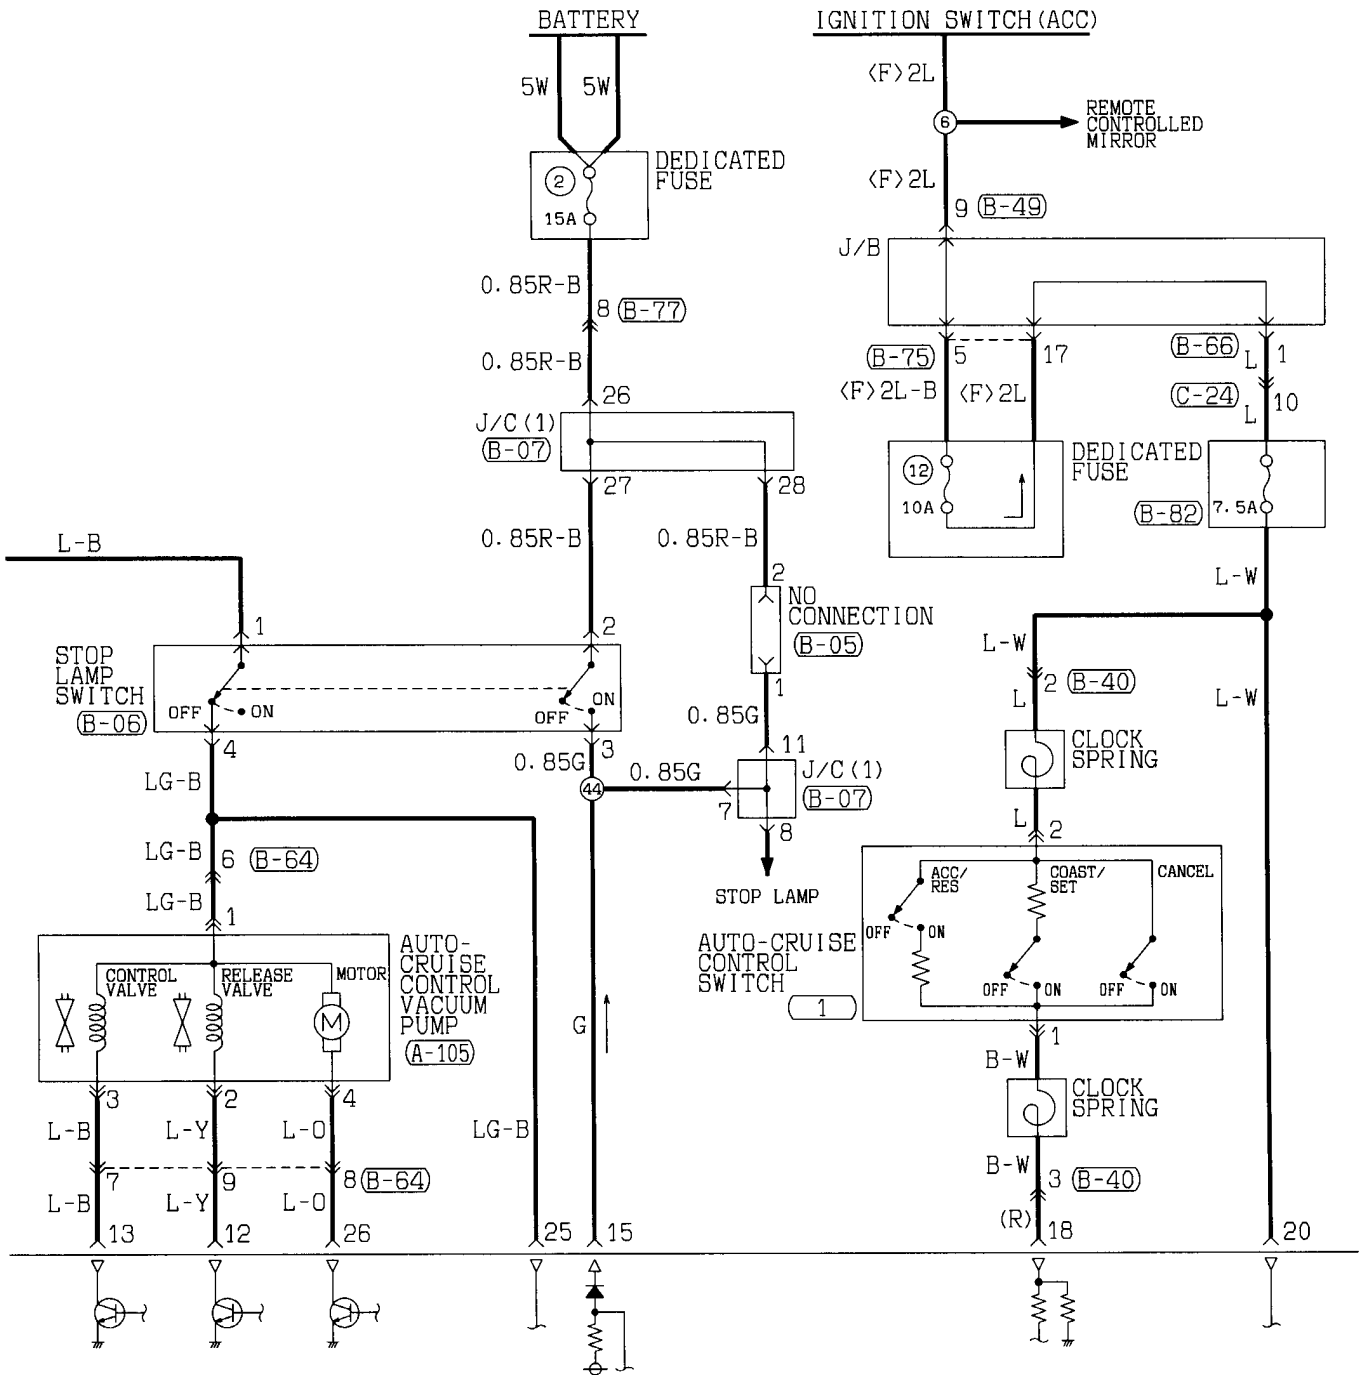 BATTERY
IGNITION SWITCH(ACC)
5W
5W
<F>2L
6
REMOTE
CONTROLLED
MIRROR
DEDICATED
FUSE
2
15A
<F>2L
9
B-49
J/B
0.85R-B
8
B-77
0.85R-B
26
B-75
5
17
B-66
L
1
<F>2L-B
<F>2L
C-24
L
10
J/C(1)
B-07
27
28
12
10A
DEDICATED
FUSE
B-82
7.5A
L-B
0.85R-B
0.85R-B
L-W
1
2
2
NO
CONNECTION
B-05
1
L-W
2
B-40
L
L-W
STOP
LAMP
SWITCH
B-06
OFF
ON
OFF
ON
4
3
0.85G
0.85G
11
J/C(1)
B-07
CLOCK
SPRING
LG-B
44
0.85G
7
8
STOP LAMP
L
2
LG-B
6
B-64
LG-B
1
ACC/
RES
COAST/
SET
CANCEL
OFF
ON
OFF
ON
OFF
ON
AUTO-CRUISE
CONTROL
SWITCH
1
AUTO-
CRUISE
CONTROL
VACUUM
PUMP
A-105
CONTROL
VALVE
RELEASE
VALVE
MOTOR
M
G
1
B-W
CLOCK
SPRING
3
2
4
L-B
L-Y
L-O
LG-B
7
9
8
B-64
L-B
L-Y
L-O
B-W
3
B-40
(R)
13
12
26
25
15
18
20